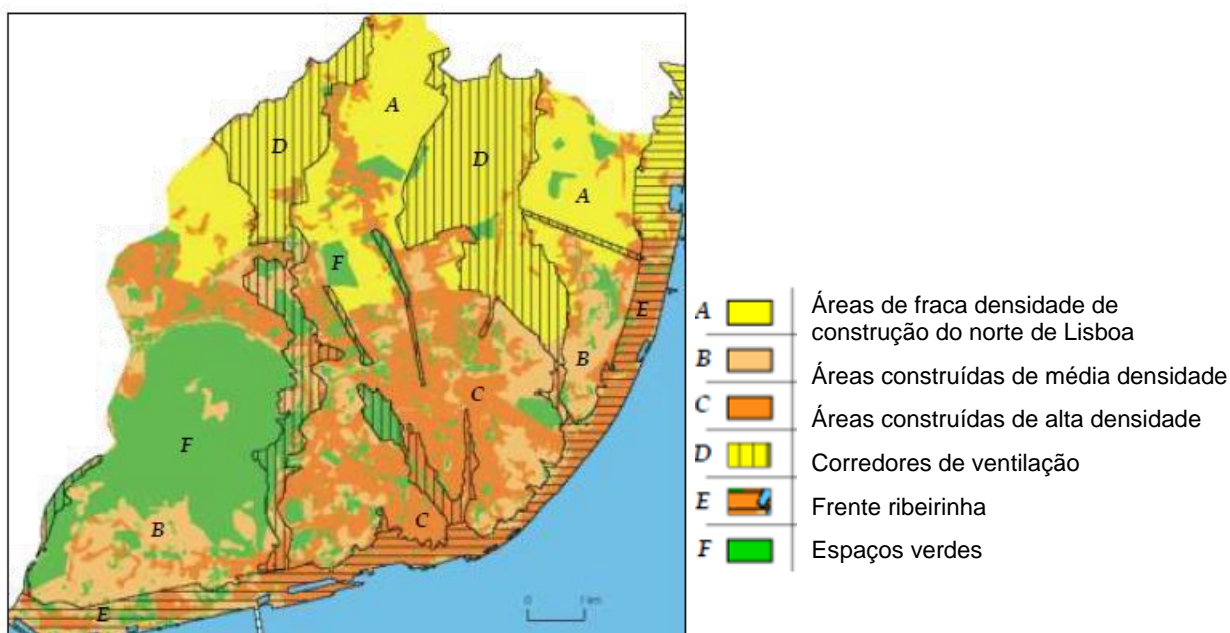 A
D
D
A
F
E
B
C
F
B
C
E
0 1 km
A Áreas de fraca densidade de
construção do norte de Lisboa
B Áreas construídas de média densidade
C Áreas construídas de alta densidade
D Corredores de ventilação
E Frente ribeirinha
F Espaços verdes